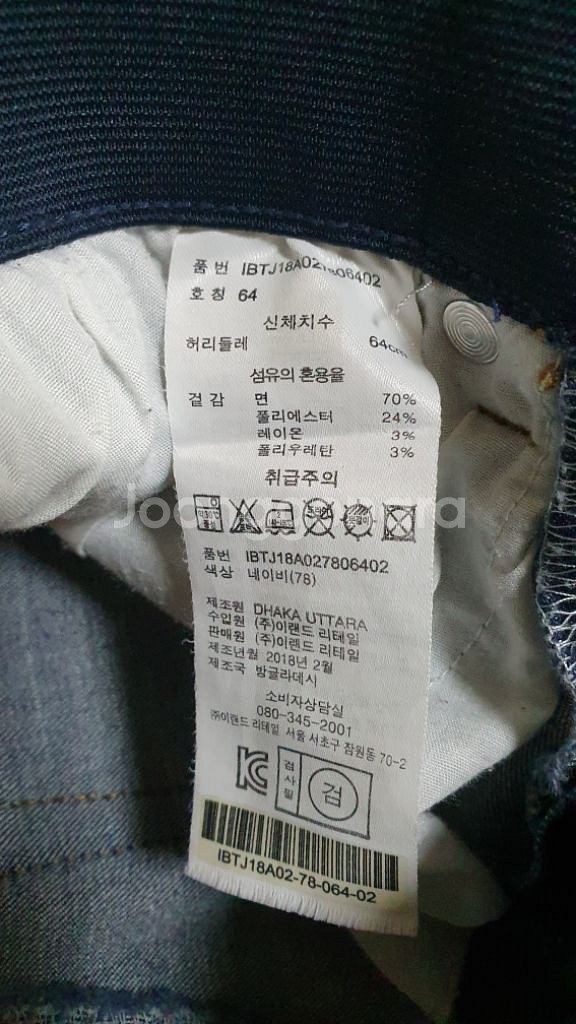 품 번 IBTJ18A027806402
호 칭 64
신체치수
허리둘레 64cm
섬유의 혼용율
겉 감 면 70%
폴리에스터 24%
레이온 3%
폴리우레탄 3%
취급주의
품번 IBTJ18A027806402
색상 네이비(78)
제조원 DHAKA UTTARA
수입원 (주)이랜드 리테일
판매원 (주)이랜드 리테일
제조년월 2018년 2월
제조국 방글라데시
소비자상담실
080-345-2001
㈜이랜드 리테일 서울 서초구 잠원동 70-2
검사필 검
IBTJ18A02-78-064-02